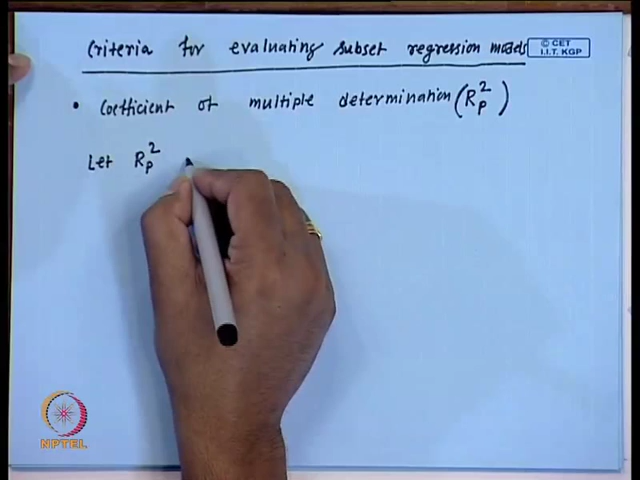 Criteria for evaluating subset regression models
© CET
I.I.T. KGP
• Coefficient of multiple determination (R_p^2)
Let R_p^2
NPTEL